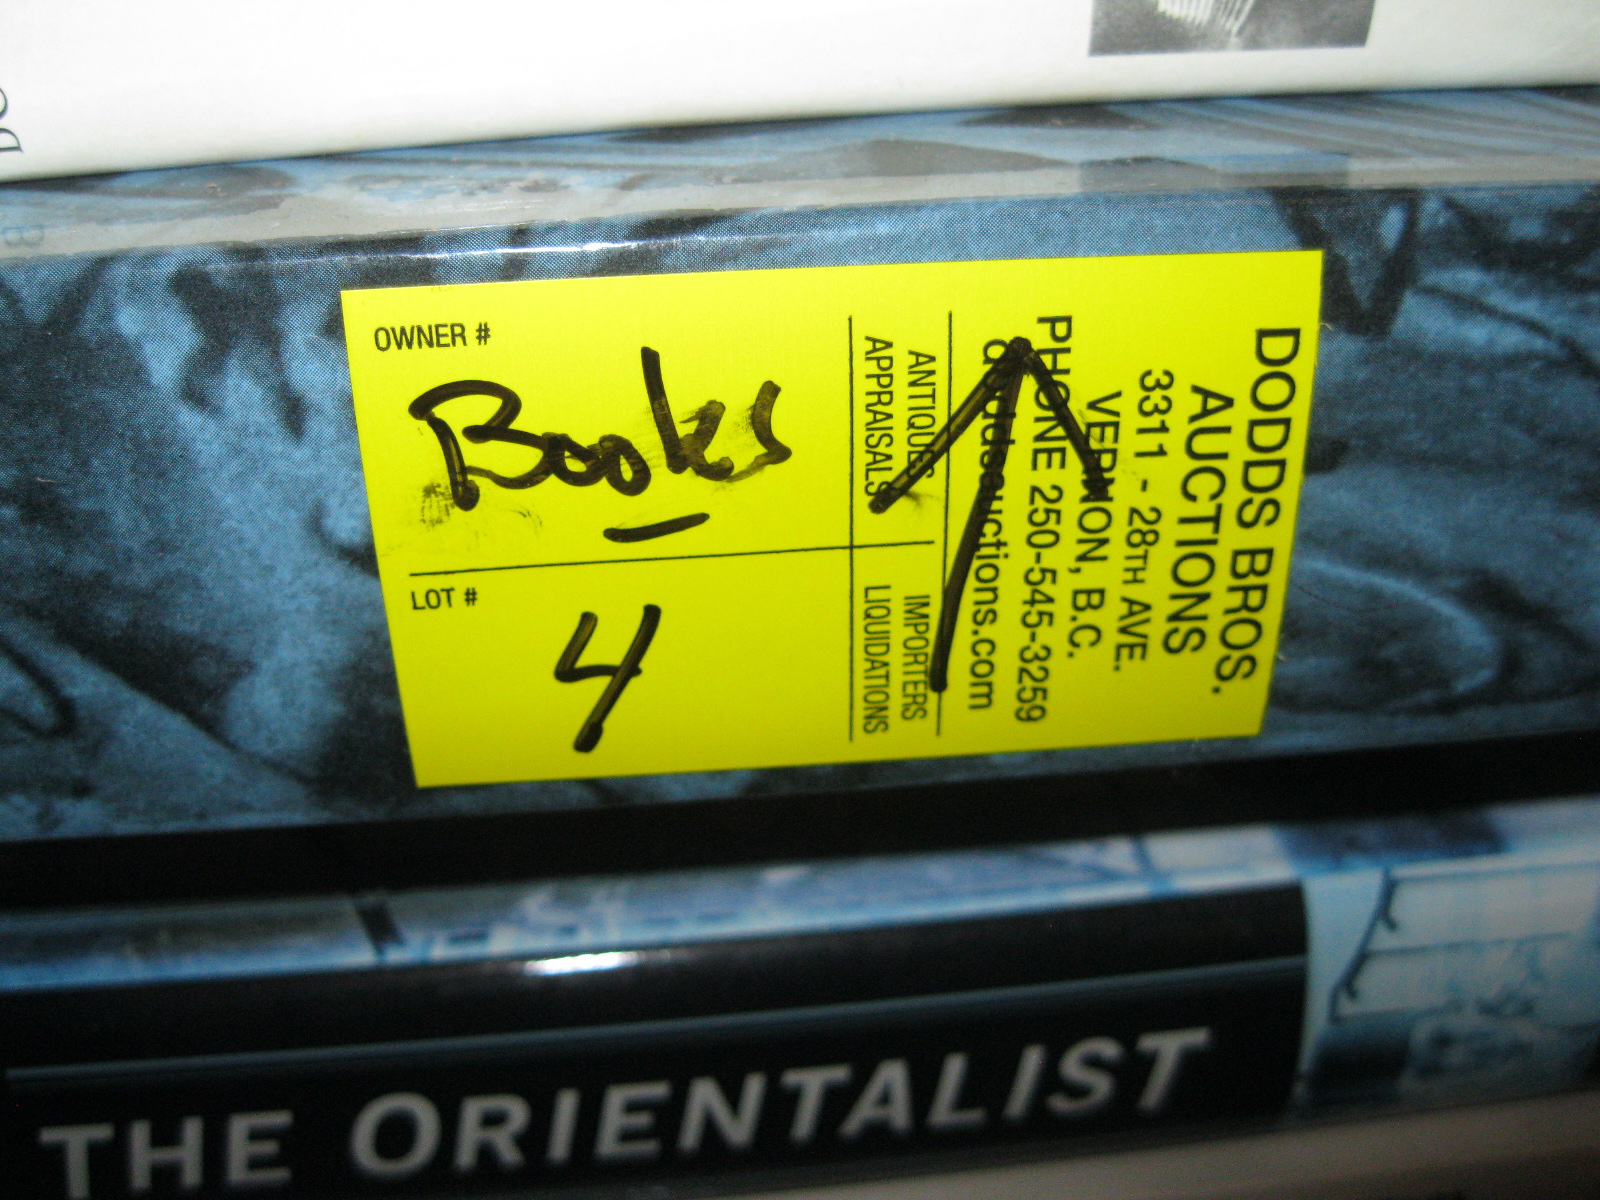 OWNER #
Books
LOT #
4
DODDS BROS.
AUCTIONS
3311 - 28TH AVE.
VERNON, B.C.
PHONE 250-545-3259
doddsauctions.com
ANTIQUES
APPRAISALS
IMPORTERS
LIQUIDATIONS
THE ORIENTALIST